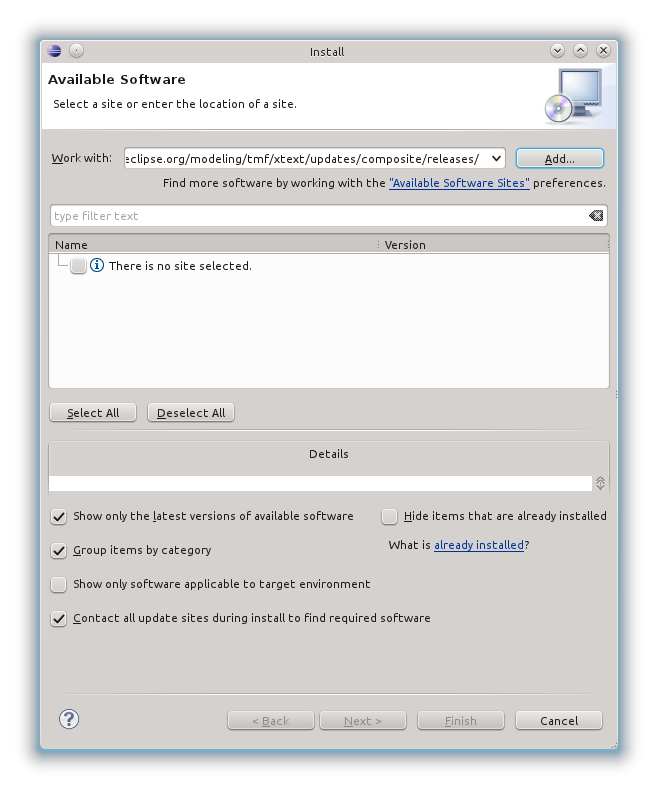 Install
Available Software
Select a site or enter the location of a site.
Work with: eclipse.org/modeling/tmf/xtext/updates/composite/releases/ Add...
Find more software by working with the "Available Software Sites" preferences.
type filter text
Name Version
There is no site selected.
Select All Deselect All
Details
Show only the latest versions of available software Hide items that are already installed
Group items by category What is already installed?
Show only software applicable to target environment
Contact all update sites during install to find required software
? < Back Next > Finish Cancel